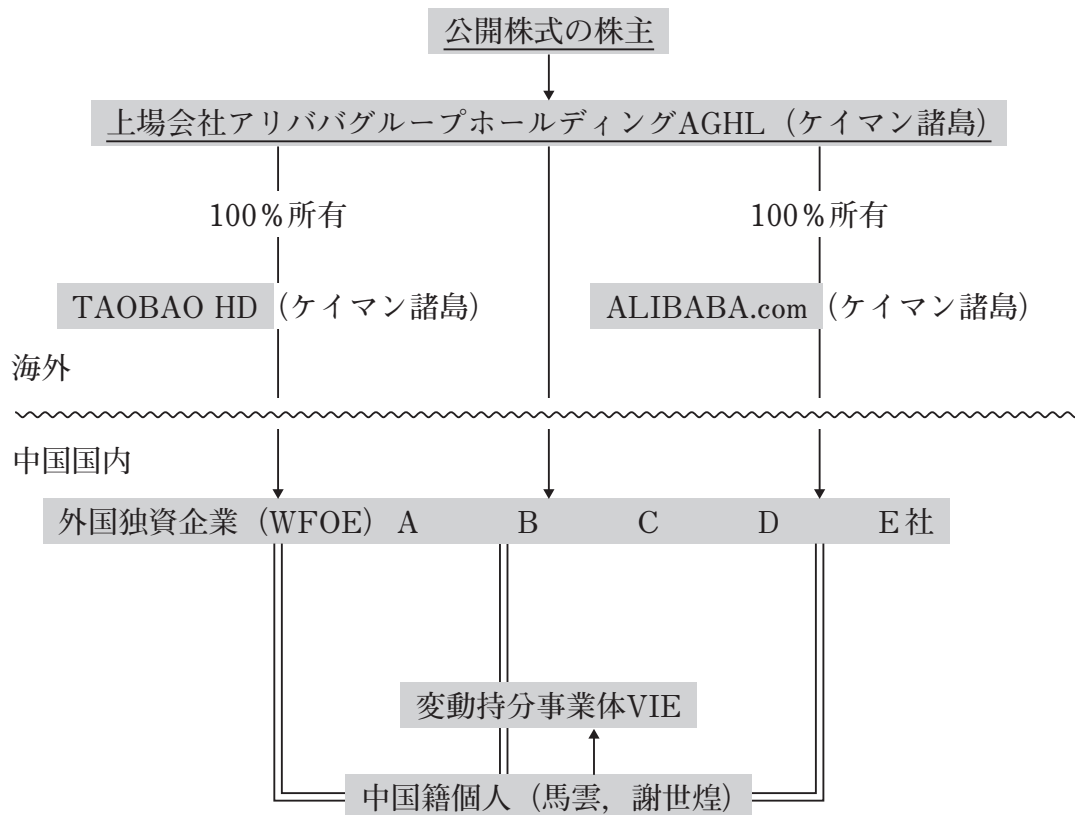 公開株式の株主
上場会社アリババグループホールディングAGHL（ケイマン諸島）
100％所有
100％所有
TAOBAO HD（ケイマン諸島）
ALIBABA.com（ケイマン諸島）
海外
中国国内
外国独資企業（WFOE）A B C D E社
変動持分事業体VIE
中国籍個人（馬雲，謝世煌）